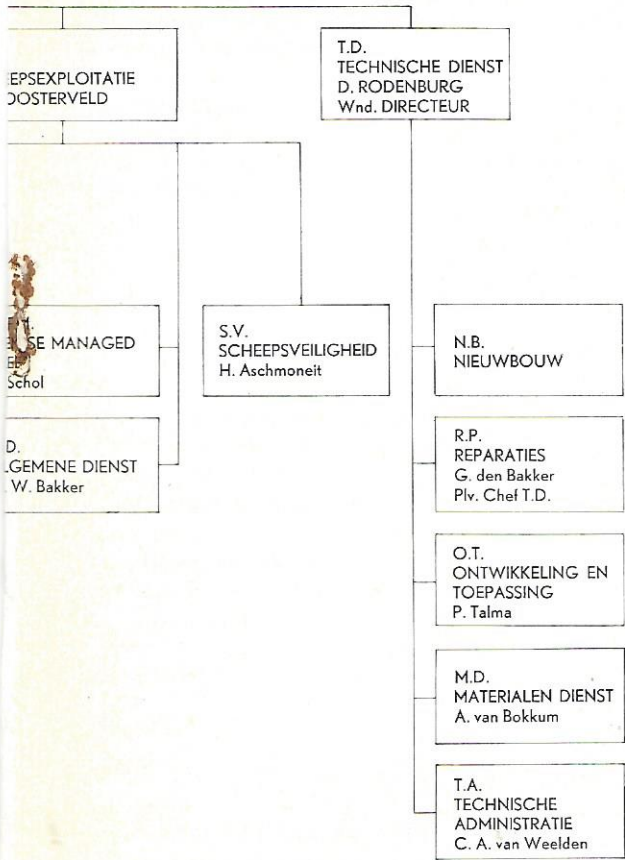 EPSEXPLOITATIE
OOSTERVELD
T.D.
TECHNISCHE DIENST
D. RODENBURG
Wnd. DIRECTEUR
SE MANAGED
Schol
D.
LGEMENE DIENST
W. Bakker
S.V.
SCHEEPSVEILIGHEID
H. Aschmoneit
N.B.
NIEUWBOUW
R.P.
REPARATIES
G. den Bakker
Plv. Chef T.D.
O.T.
ONTWIKKELING EN
TOEPASSING
P. Talma
M.D.
MATERIALEN DIENST
A. van Bokkum
T.A.
TECHNISCHE
ADMINISTRATIE
C. A. van Weelden